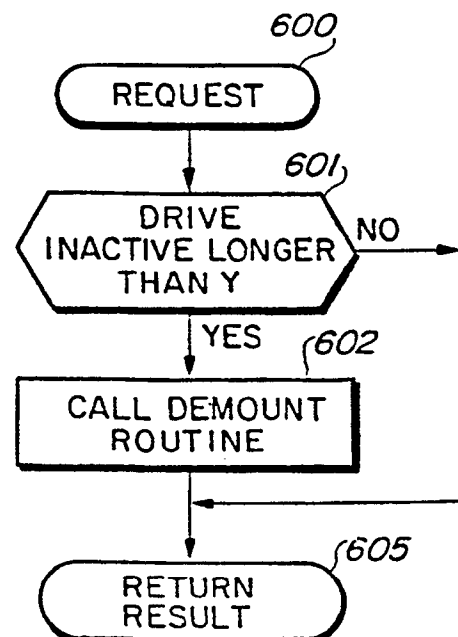 600
REQUEST
601
DRIVE
INACTIVE LONGER
THAN Y
NO
YES
602
CALL DEMOUNT
ROUTINE
605
RETURN
RESULT